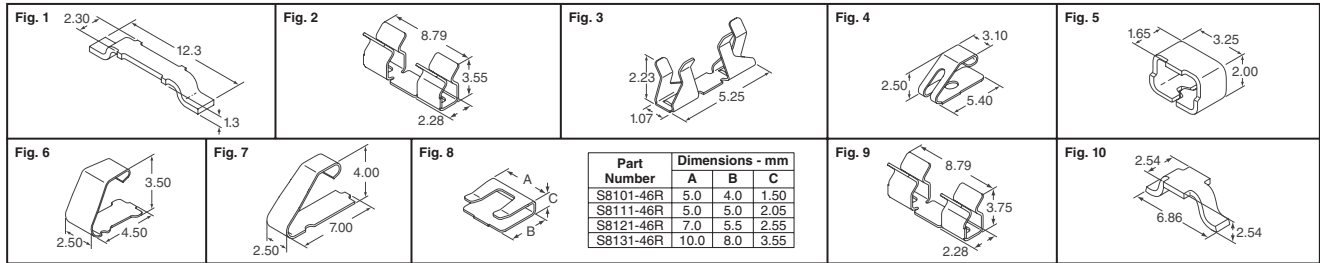 Fig. 1
2.30
12.3
1.3
Fig. 2
8.79
3.55
2.28
Fig. 3
2.23
5.25
1.07
Fig. 4
3.10
2.50
5.40
Fig. 5
1.65
3.25
2.00
Fig. 6
3.50
4.50
2.50
Fig. 7
4.00
7.00
2.50
Fig. 8
A
C
B
Part Number Dimensions - mm
A B C
S8101-46R 5.0 4.0 1.50
S8111-46R 5.0 5.0 2.05
S8121-46R 7.0 5.5 2.55
S8131-46R 10.0 8.0 3.55
Fig. 9
8.79
3.75
2.28
Fig. 10
2.54
6.86
2.54